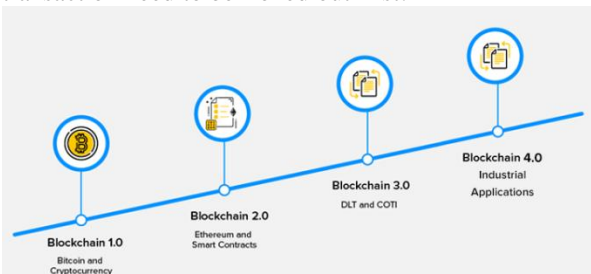 Blockchain 1.0
Bitcoin and
Cryptocurrency
Blockchain 2.0
Ethereum and
Smart Contracts
Blockchain 3.0
DLT and COTI
Blockchain 4.0
Industrial
Applications